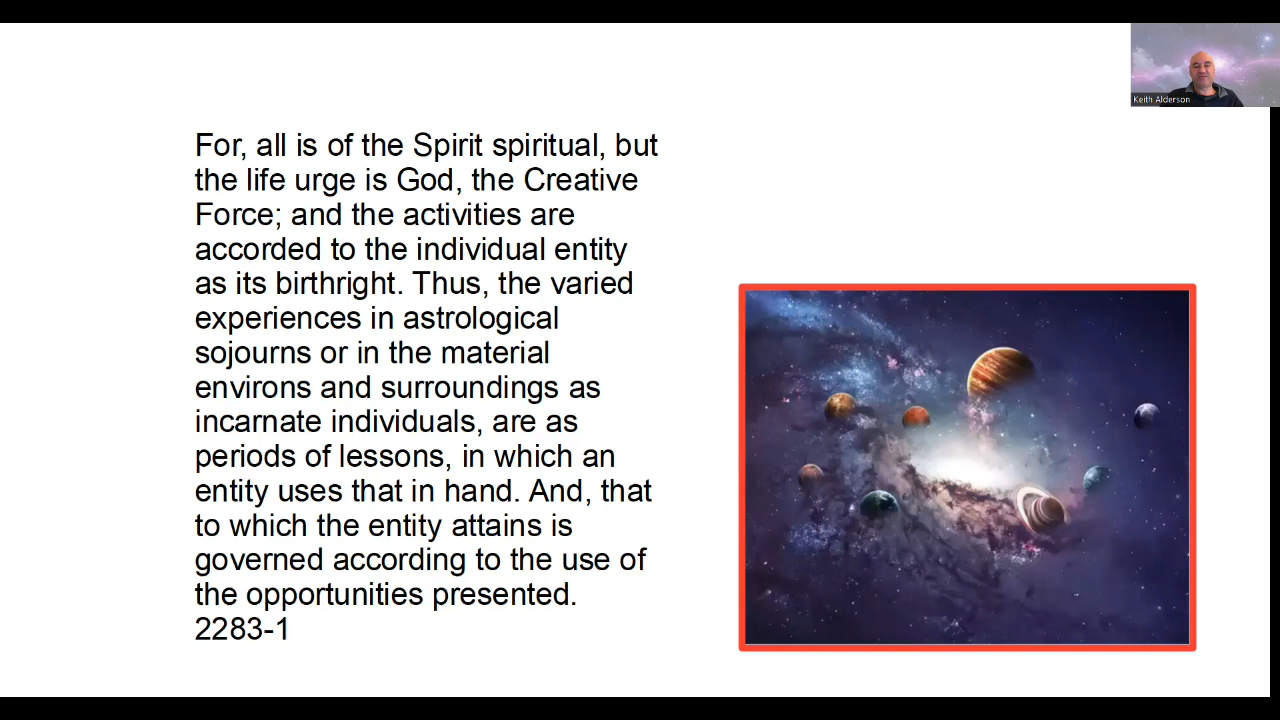 For, all is of the Spirit spiritual, but
the life urge is God, the Creative
Force; and the activities are
accorded to the individual entity
as its birthright. Thus, the varied
experiences in astrological
sojourns or in the material
environs and surroundings as
incarnate individuals, are as
periods of lessons, in which an
entity uses that in hand. And, that
to which the entity attains is
governed according to the use of
the opportunities presented.
2283-1
Keith Alderson